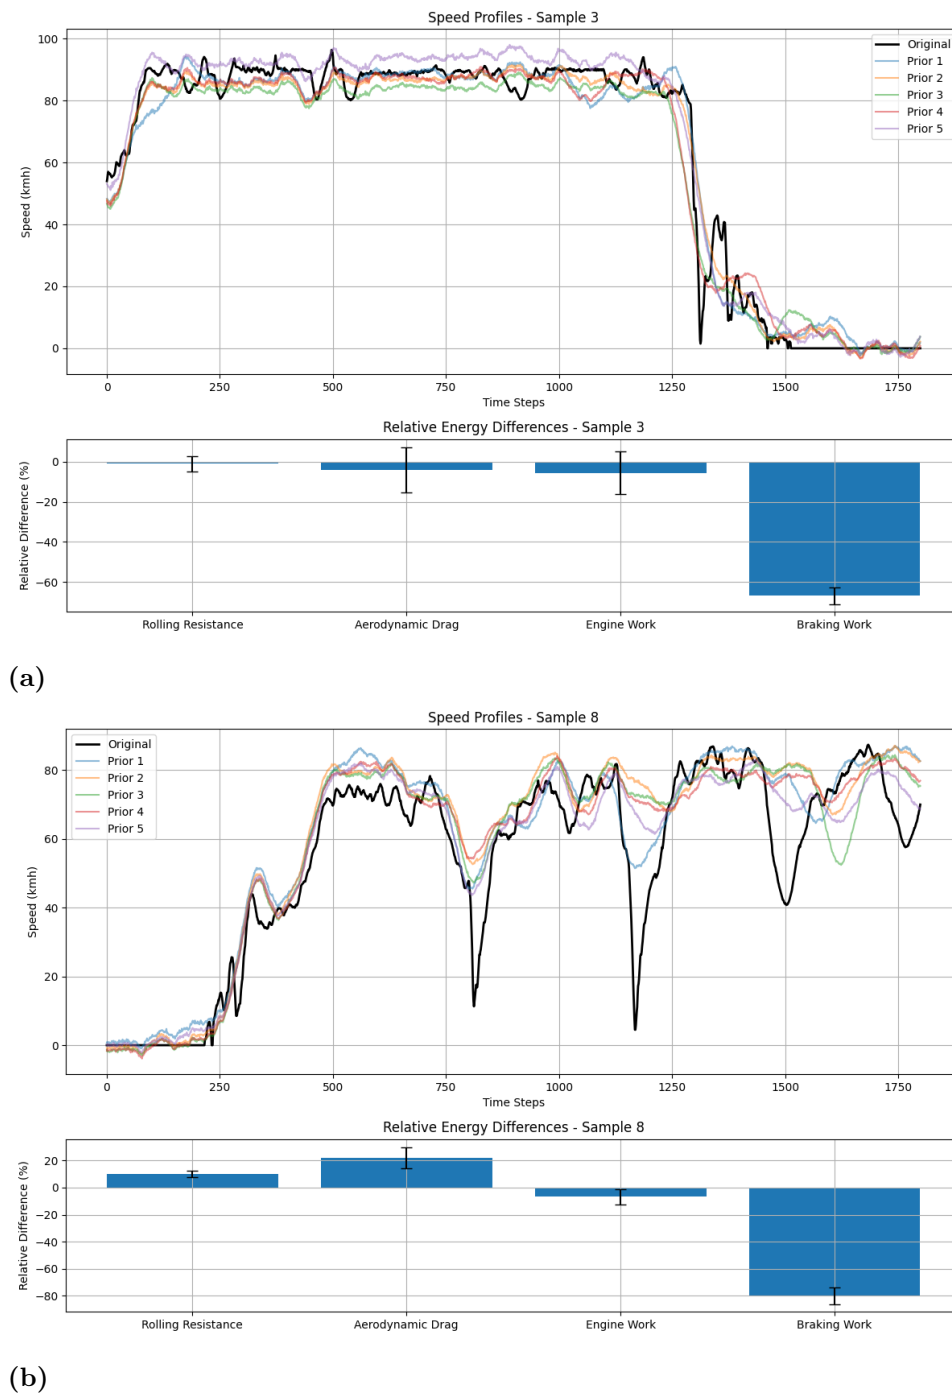 Speed Profiles - Sample 3
100
80
60
40
20
0
Speed (kmh)
Original
Prior 1
Prior 2
Prior 3
Prior 4
Prior 5
0 250 500 750 1000 1250 1500 1750
Time Steps
Relative Energy Differences - Sample 3
0
−20
−40
−60
Relative Difference (%)
Rolling Resistance Aerodynamic Drag Engine Work Braking Work
(a)
Speed Profiles - Sample 8
80
60
40
20
0
Speed (kmh)
Original
Prior 1
Prior 2
Prior 3
Prior 4
Prior 5
0 250 500 750 1000 1250 1500 1750
Time Steps
Relative Energy Differences - Sample 8
20
0
−20
−40
−60
−80
Relative Difference (%)
Rolling Resistance Aerodynamic Drag Engine Work Braking Work
(b)